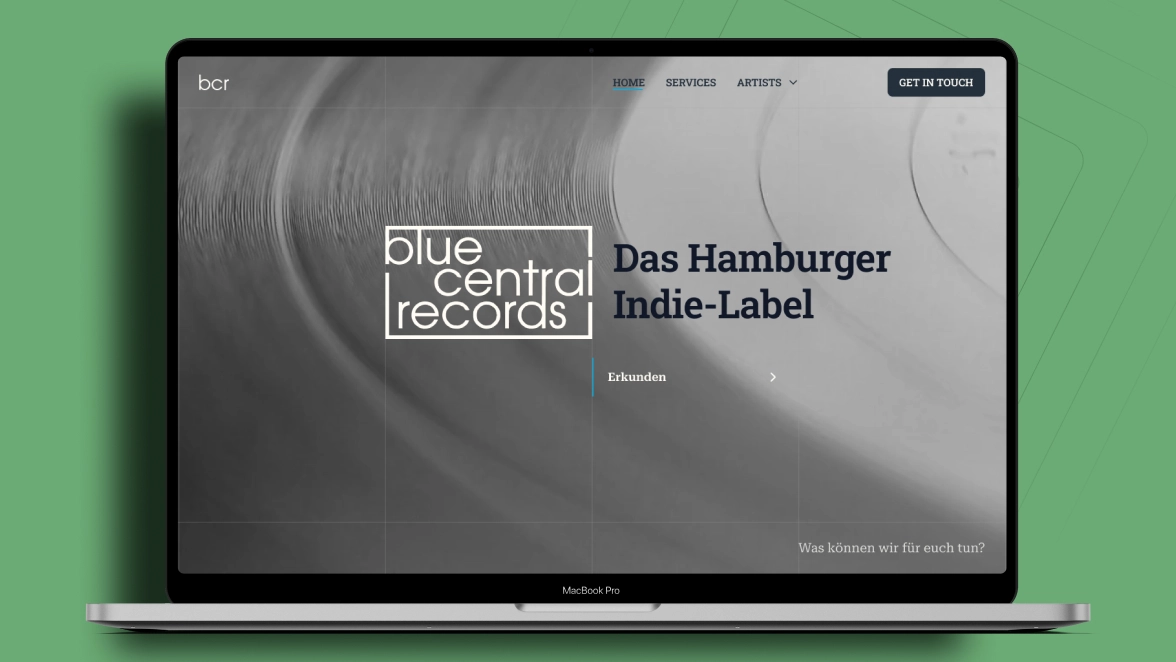 bcr
HOME SERVICES ARTISTS
GET IN TOUCH
blue
central
records
Das Hamburger
Indie-Label
Erkunden
Was können wir für euch tun?
MacBook Pro